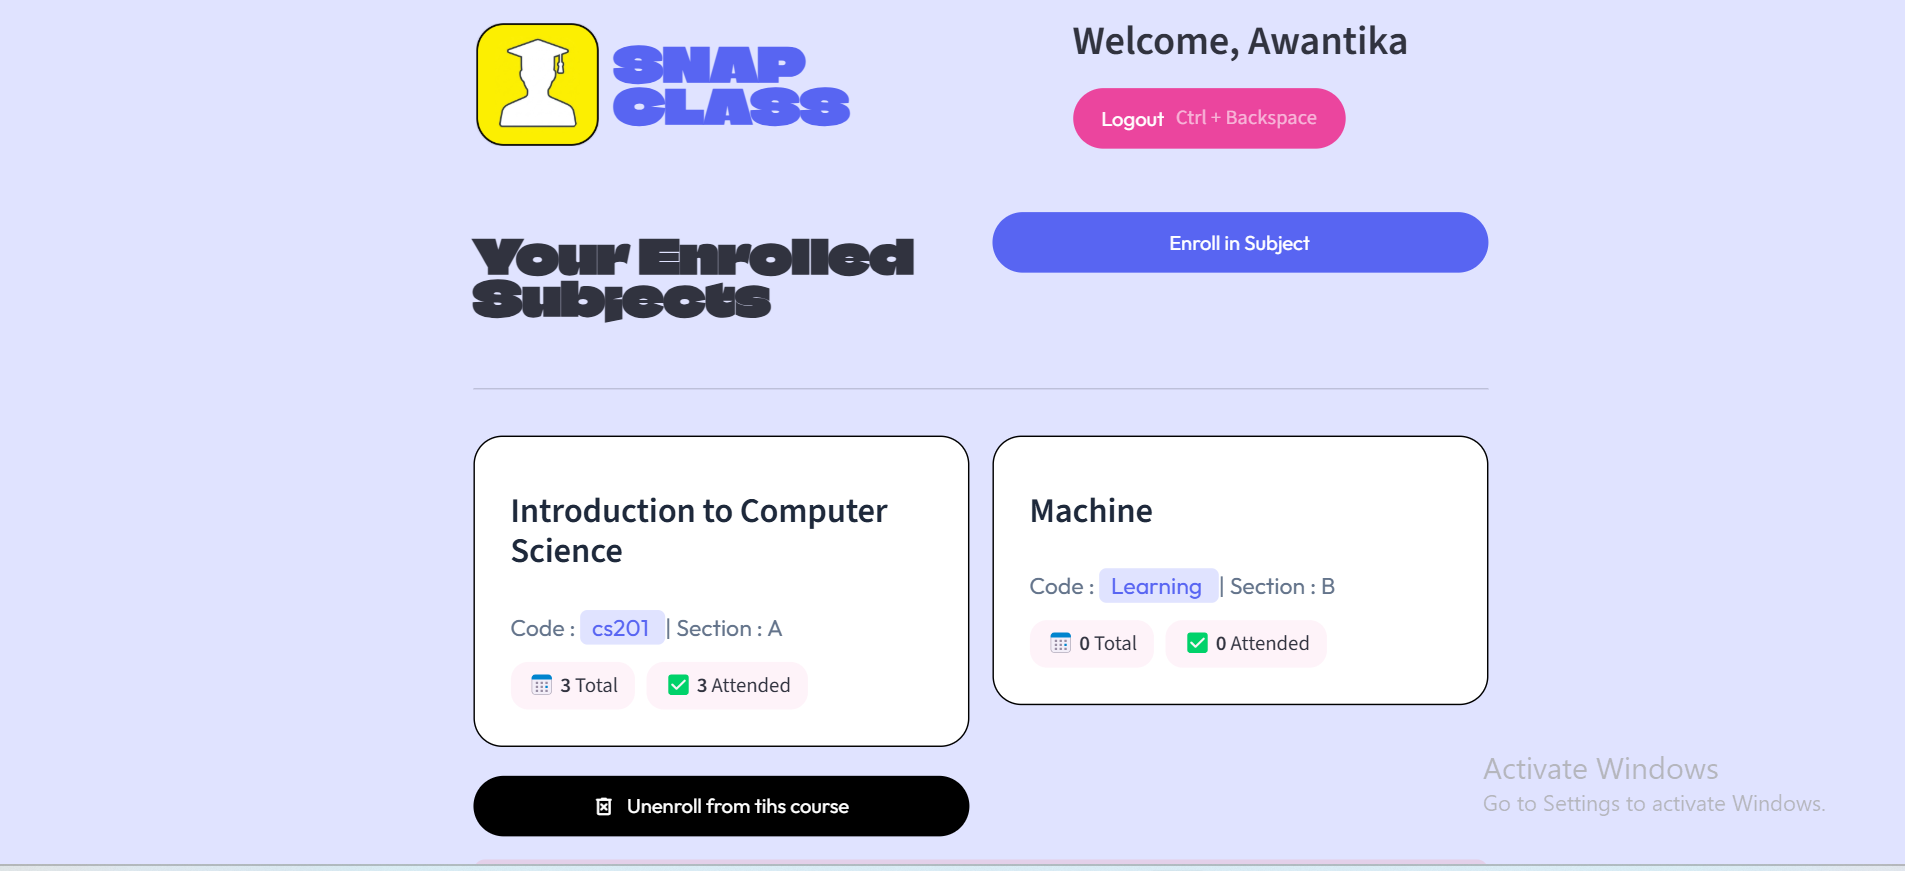 SNAP
CLASS
Welcome, Awantika
Logout Ctrl + Backspace
Your Enrolled
Subjects
Enroll in Subject
Introduction to Computer
Science
Code : cs201 | Section : A
3 Total 3 Attended
Unenroll from tihs course
Machine
Code : Learning | Section : B
0 Total 0 Attended
Activate Windows
Go to Settings to activate Windows.